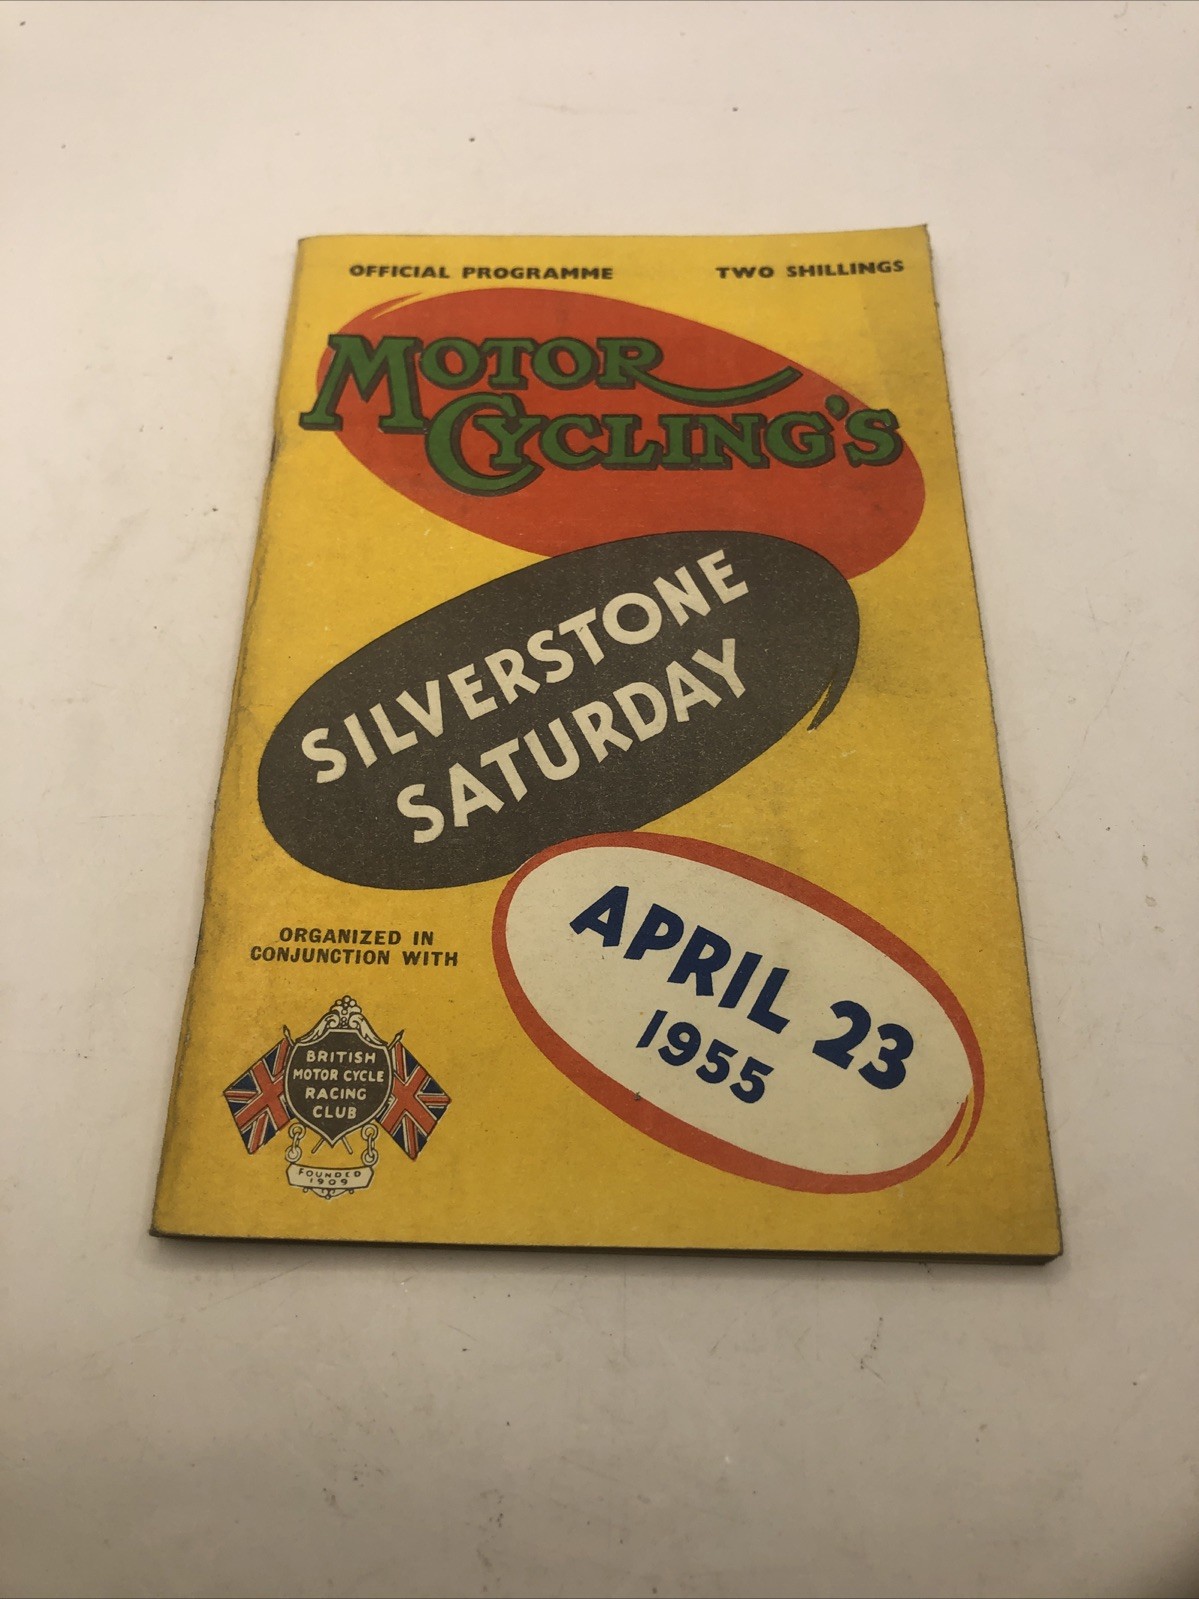 OFFICIAL PROGRAMME TWO SHILLINGS
MOTOR
CYCLING'S
SILVERSTONE
SATURDAY
APRIL 23
1955
ORGANIZED IN
CONJUNCTION WITH
BRITISH
MOTOR CYCLE
RACING
CLUB
FOUNDED
1909